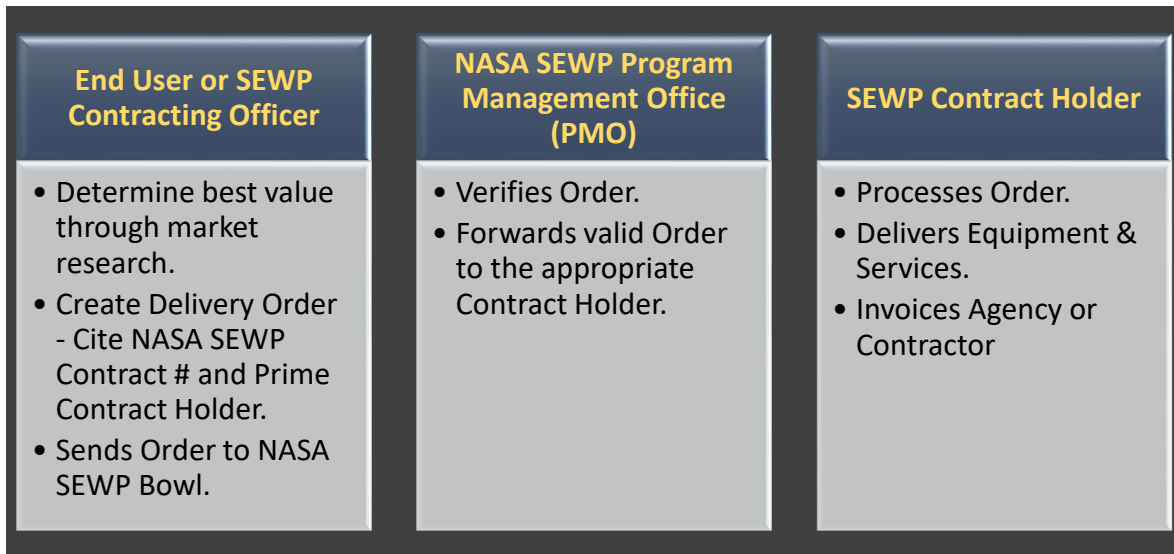 End User or SEWP
Contracting Officer
• Determine best value
through market
research.
• Create Delivery Order
- Cite NASA SEWP
Contract # and Prime
Contract Holder.
• Sends Order to NASA
SEWP Bowl.
NASA SEWP Program
Management Office
(PMO)
• Verifies Order.
• Forwards valid Order
to the appropriate
Contract Holder.
SEWP Contract Holder
• Processes Order.
• Delivers Equipment &
Services.
• Invoices Agency or
Contractor